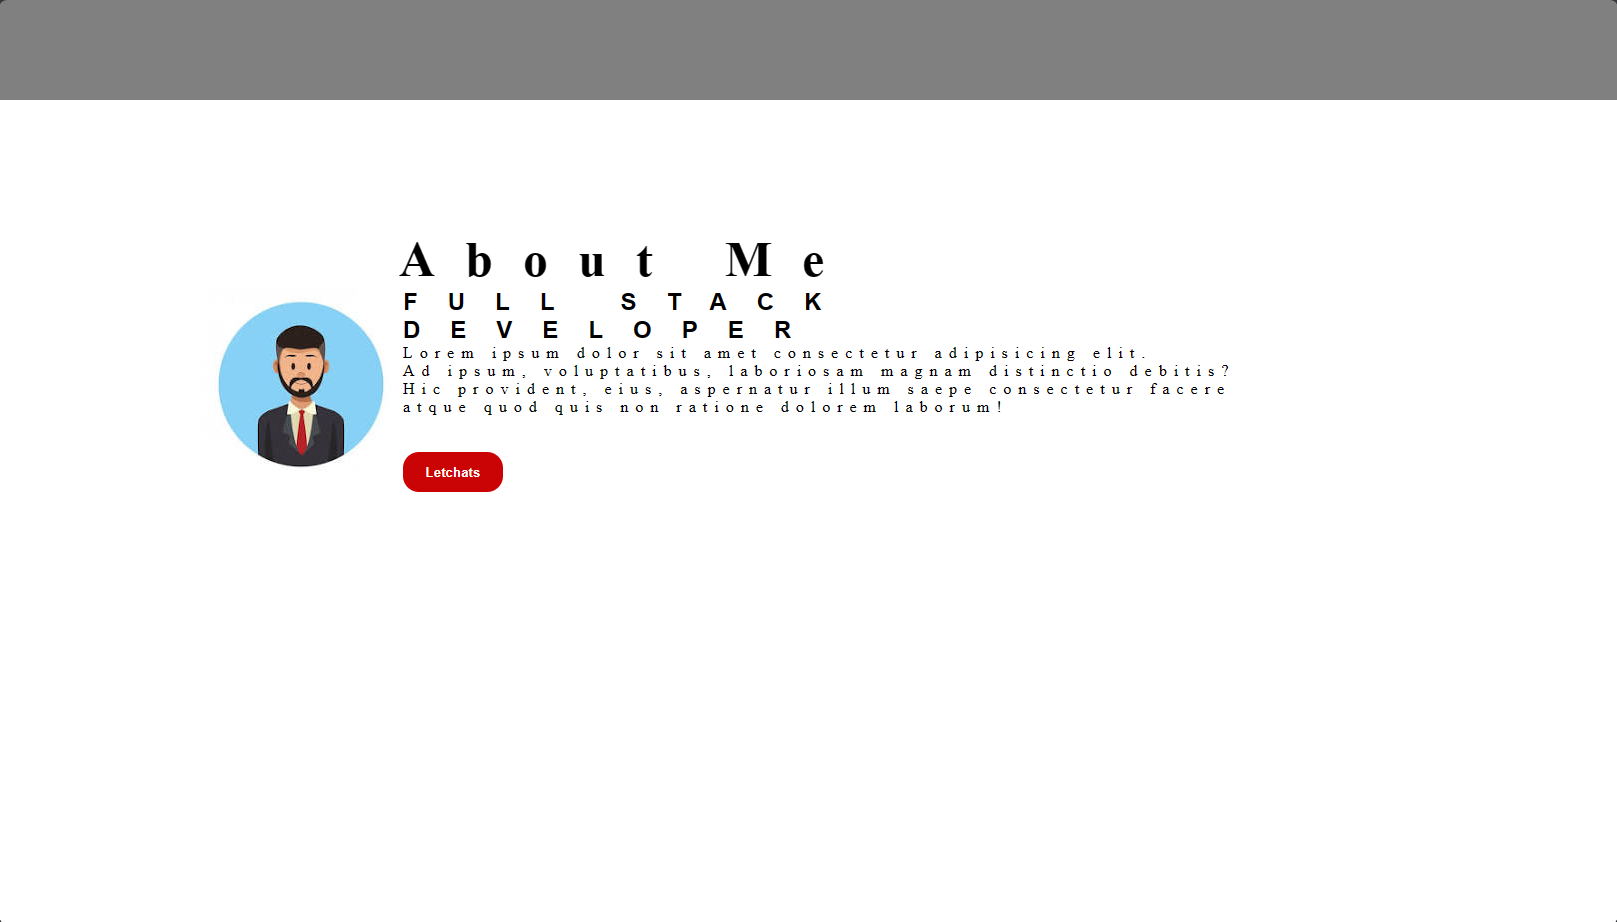 About Me
FULL STACK
DEVELOPER
Lorem ipsum dolor sit amet consectetur adipisicing elit.
Ad ipsum, voluptatibus, laboriosam magnam distinctio debitis?
Hic provident, eius, aspernatur illum saepe consectetur facere
atque quod quis non ratione dolorem laborum!
Letchats